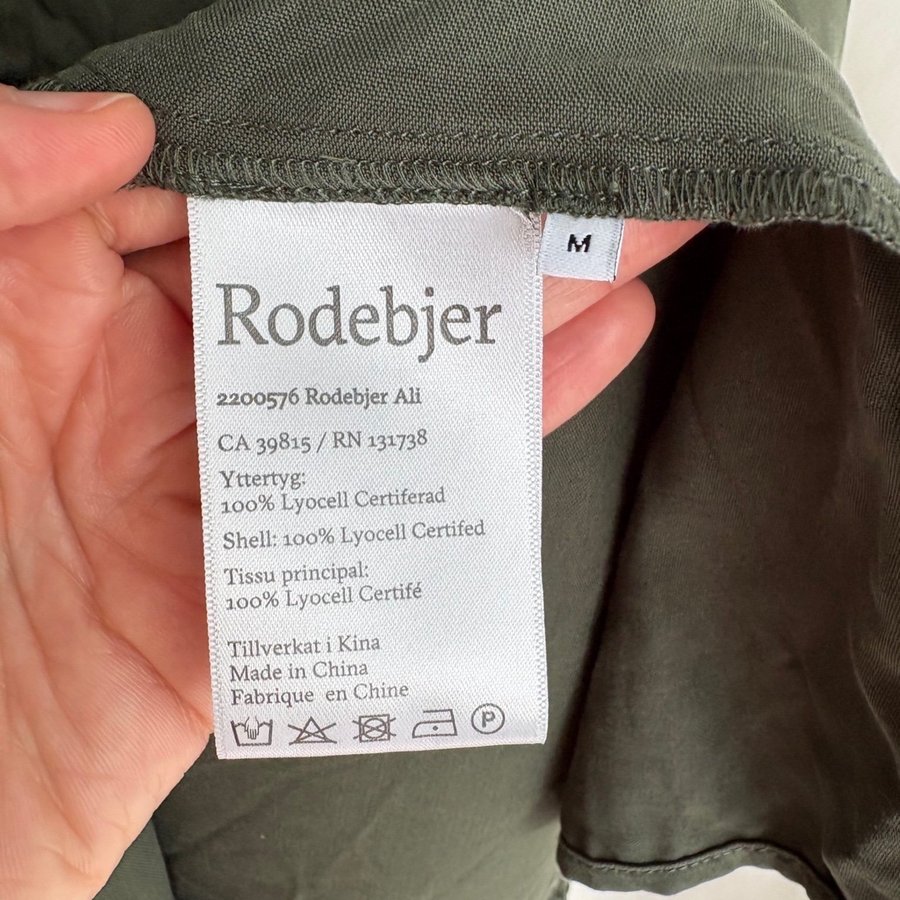 M
Rodebjer
2200576 Rodebjer Ali
CA 39815 / RN 131738
Yttertyg:
100% Lyocell Certiferad
Shell: 100% Lyocell Certifed
Tissu principal:
100% Lyocell Certifé
Tillverkat i Kina
Made in China
Fabrique en Chine
P